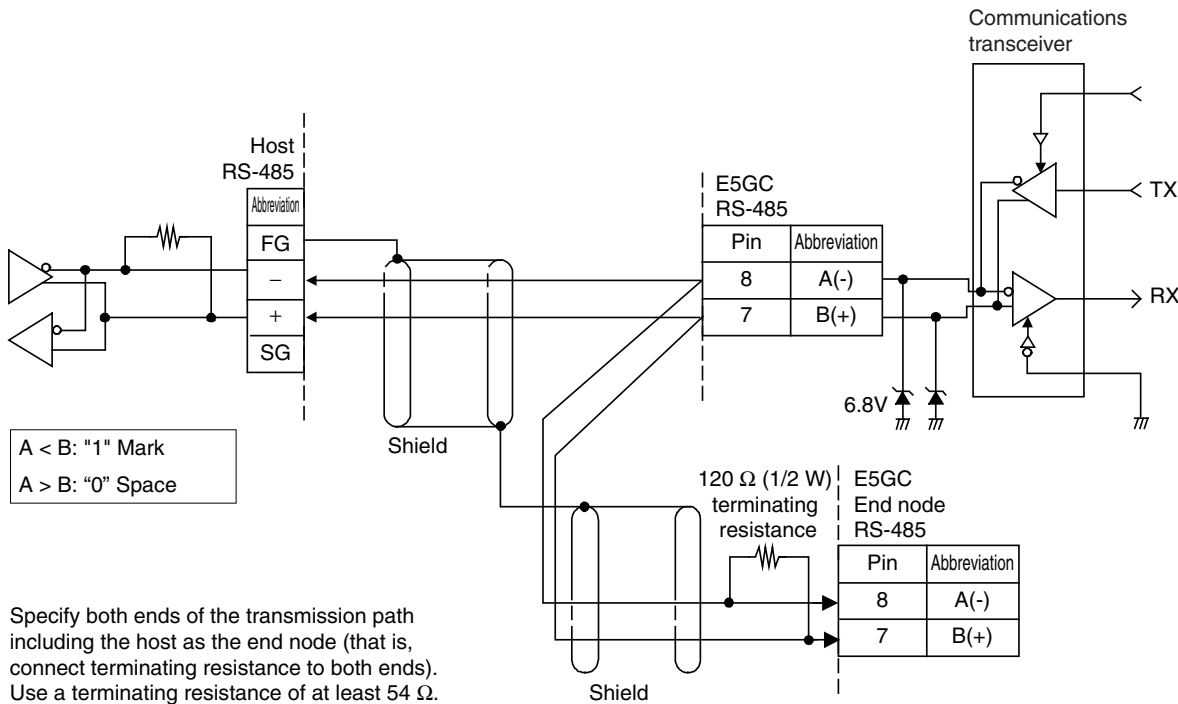 Communications
transceiver
Host
RS-485
Abbreviation
FG
−
+
SG
E5GC
RS-485
Pin Abbreviation
8 A(-)
7 B(+)
TX
RX
6.8V
Shield
A < B: "1" Mark
A > B: “0” Space
120 Ω (1/2 W)
terminating
resistance
E5GC
End node
RS-485
Pin Abbreviation
8 A(-)
7 B(+)
Shield
Specify both ends of the transmission path
including the host as the end node (that is,
connect terminating resistance to both ends).
Use a terminating resistance of at least 54 Ω.